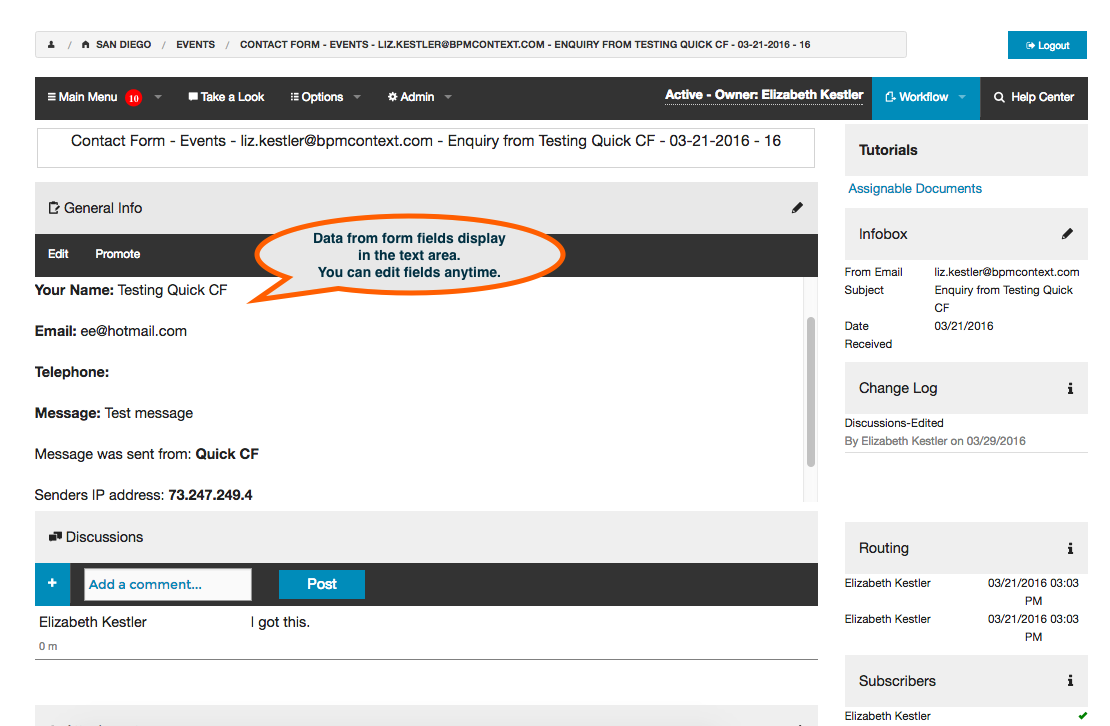 / SAN DIEGO / EVENTS / CONTACT FORM - EVENTS - LIZ.KESTLER@BPMCONTEXT.COM - ENQUIRY FROM TESTING QUICK CF - 03-21-2016 - 16
Logout
Main Menu 10 Take a Look Options Admin Active - Owner: Elizabeth Kestler Workflow Help Center
Contact Form - Events - liz.kestler@bpmcontext.com - Enquiry from Testing Quick CF - 03-21-2016 - 16
General Info
Edit Promote
Data from form fields display
in the text area.
You can edit fields anytime.
Your Name: Testing Quick CF
Email: ee@hotmail.com
Telephone:
Message: Test message
Message was sent from: Quick CF
Senders IP address: 73.247.249.4
Discussions
+ Add a comment... Post
Elizabeth Kestler I got this.
0 m
Tutorials
Assignable Documents
Infobox
From Email liz.kestler@bpmcontext.com
Subject Enquiry from Testing Quick
CF
Date 03/21/2016
Received
Change Log
Discussions-Edited
By Elizabeth Kestler on 03/29/2016
Routing
Elizabeth Kestler 03/21/2016 03:03
PM
Elizabeth Kestler 03/21/2016 03:03
PM
Subscribers
Elizabeth Kestler